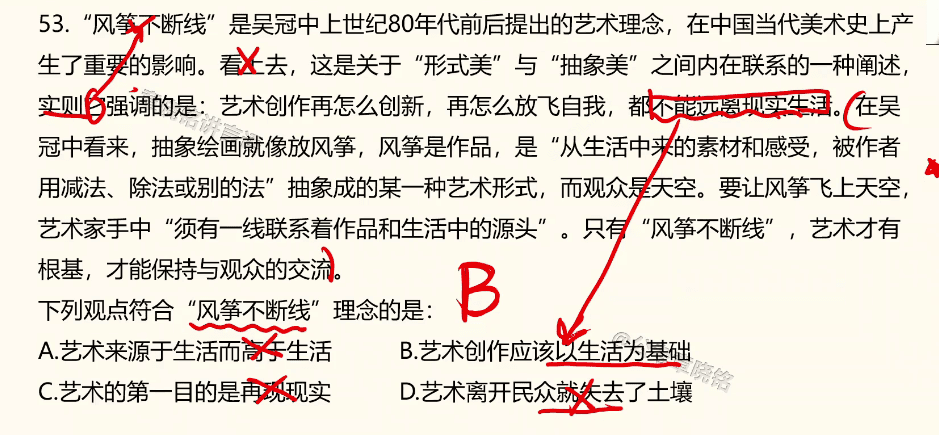 53. “风筝不断线”是吴冠中上世纪80年代前后提出的艺术理念，在中国当代美术史上产
生了重要的影响。看上去，这是关于“形式美”与“抽象美”之间内在联系的一种阐述，
实则它强调的是：艺术创作再怎么创新，再怎么放飞自我，都不能远离现实生活。在吴
冠中看来，抽象绘画就像放风筝，风筝是作品，是“从生活中来的素材和感受，被作者
用减法、除法或别的法”抽象成的某一种艺术形式，而观众是天空。要让风筝飞上天空，
艺术家手中“须有一线联系着作品和生活中的源头”。只有“风筝不断线”，艺术才有
根基，才能保持与观众的交流。
B
下列观点符合“风筝不断线”理念的是：
A.艺术来源于生活而高于生活 B.艺术创作应该以生活为基础
C.艺术的第一目的是再现现实 D.艺术离开民众就失去了土壤